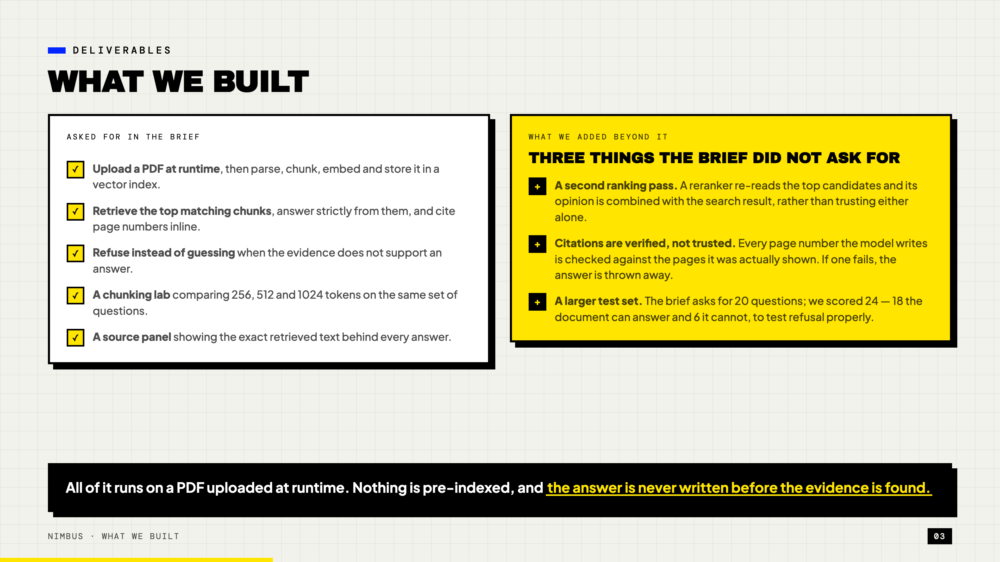 DELIVERABLES
WHAT WE BUILT
ASKED FOR IN THE BRIEF
✓ Upload a PDF at runtime, then parse, chunk, embed and store it in a
vector index.
✓ Retrieve the top matching chunks, answer strictly from them, and cite
page numbers inline.
✓ Refuse instead of guessing when the evidence does not support an
answer.
✓ A chunking lab comparing 256, 512 and 1024 tokens on the same set of
questions.
✓ A source panel showing the exact retrieved text behind every answer.
WHAT WE ADDED BEYOND IT
THREE THINGS THE BRIEF DID NOT ASK FOR
+ A second ranking pass. A reranker re-reads the top candidates and its
opinion is combined with the search result, rather than trusting either
alone.
+ Citations are verified, not trusted. Every page number the model writes
is checked against the pages it was actually shown. If one fails, the
answer is thrown away.
+ A larger test set. The brief asks for 20 questions; we scored 24 — 18 the
document can answer and 6 it cannot, to test refusal properly.
All of it runs on a PDF uploaded at runtime. Nothing is pre-indexed, and the answer is never written before the evidence is found.
NIMBUS · WHAT WE BUILT
03